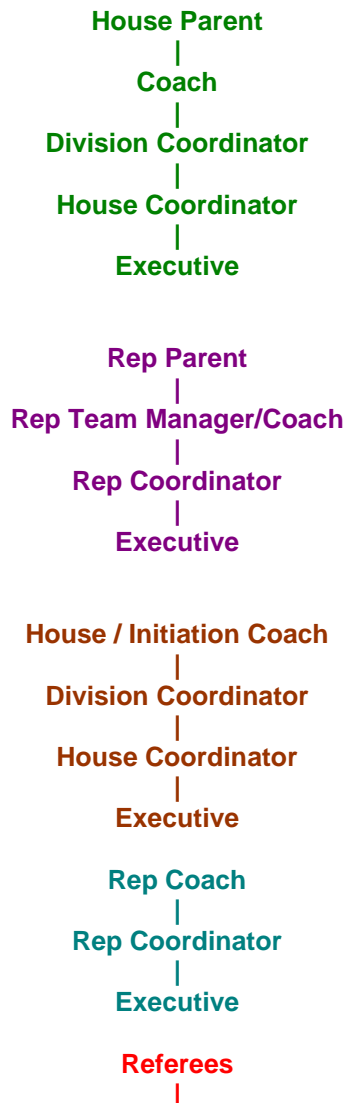 House Parent
|
Coach
|
Division Coordinator
|
House Coordinator
|
Executive
Rep Parent
|
Rep Team Manager/Coach
|
Rep Coordinator
|
Executive
House / Initiation Coach
|
Division Coordinator
|
House Coordinator
|
Executive
Rep Coach
|
Rep Coordinator
|
Executive
Referees
|